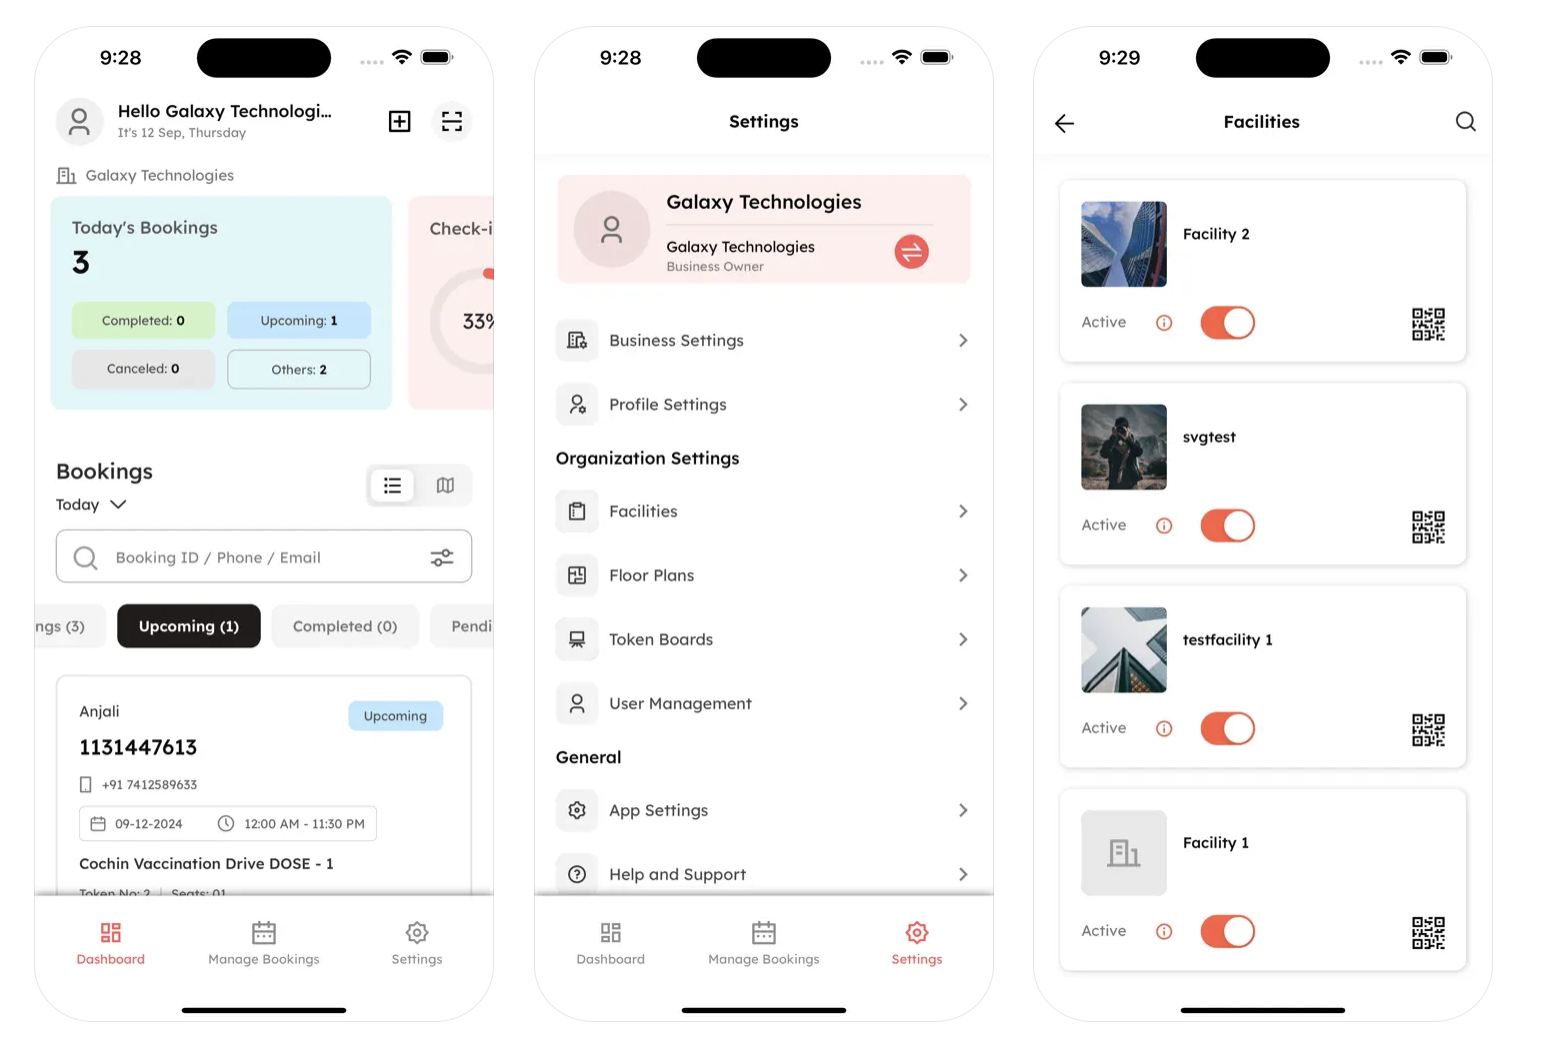 9:28
Hello Galaxy Technologi...
It's 12 Sep, Thursday
Galaxy Technologies
Today's Bookings
3
Completed: 0
Upcoming: 1
Canceled: 0
Others: 2
Check-i
33%
Bookings
Today
Booking ID / Phone / Email
ngs (3)
Upcoming (1)
Completed (0)
Pendi
Anjali
Upcoming
1131447613
+91 7412589633
09-12-2024
12:00 AM - 11:30 PM
Cochin Vaccination Drive DOSE - 1
Token No: 2 | Seats: 01
Dashboard
Manage Bookings
Settings
9:28
Settings
Galaxy Technologies
Galaxy Technologies
Business Owner
Business Settings
Profile Settings
Organization Settings
Facilities
Floor Plans
Token Boards
User Management
General
App Settings
Help and Support
Dashboard
Manage Bookings
Settings
9:29
Facilities
Facility 2
Active
svgtest
Active
testfacility 1
Active
Facility 1
Active